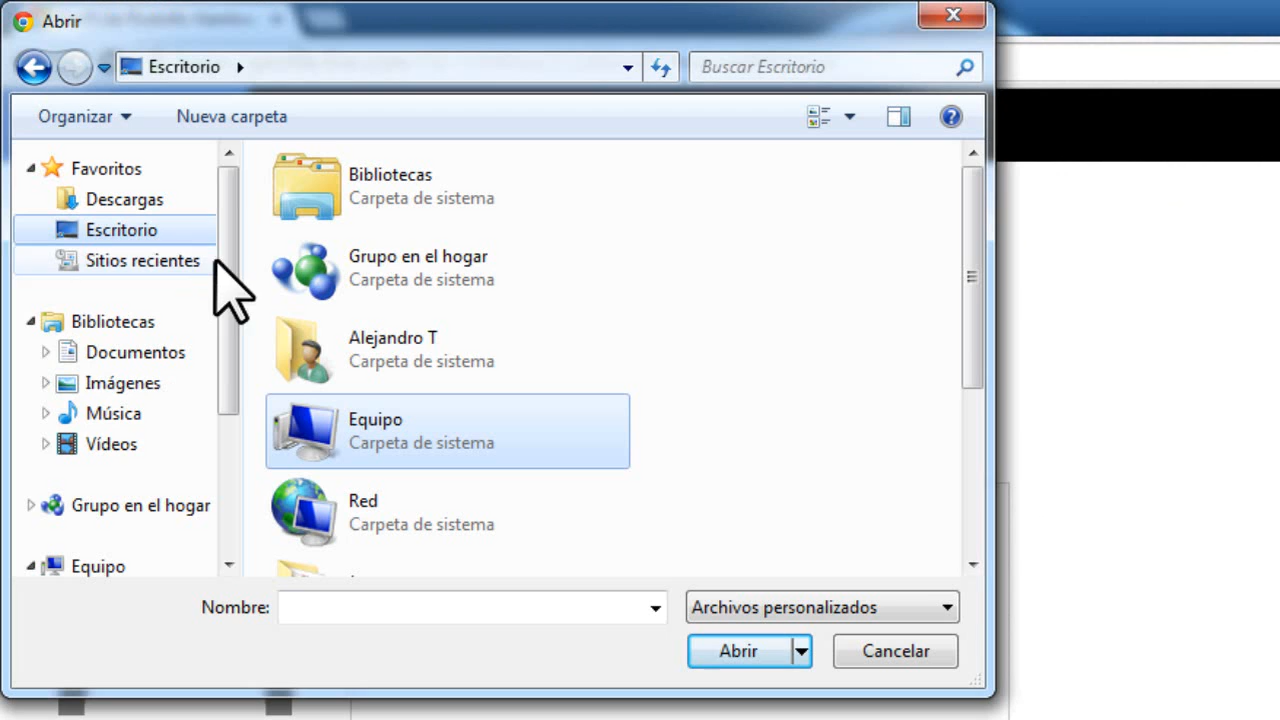 Abrir
Escritorio
Buscar Escritorio
Organizar
Nueva carpeta
Favoritos
Descargas
Escritorio
Sitios recientes
Bibliotecas
Documentos
Imágenes
Música
Vídeos
Grupo en el hogar
Equipo
Bibliotecas
Carpeta de sistema
Grupo en el hogar
Carpeta de sistema
Alejandro T
Carpeta de sistema
Equipo
Carpeta de sistema
Red
Carpeta de sistema
Nombre:
Archivos personalizados
Abrir
Cancelar